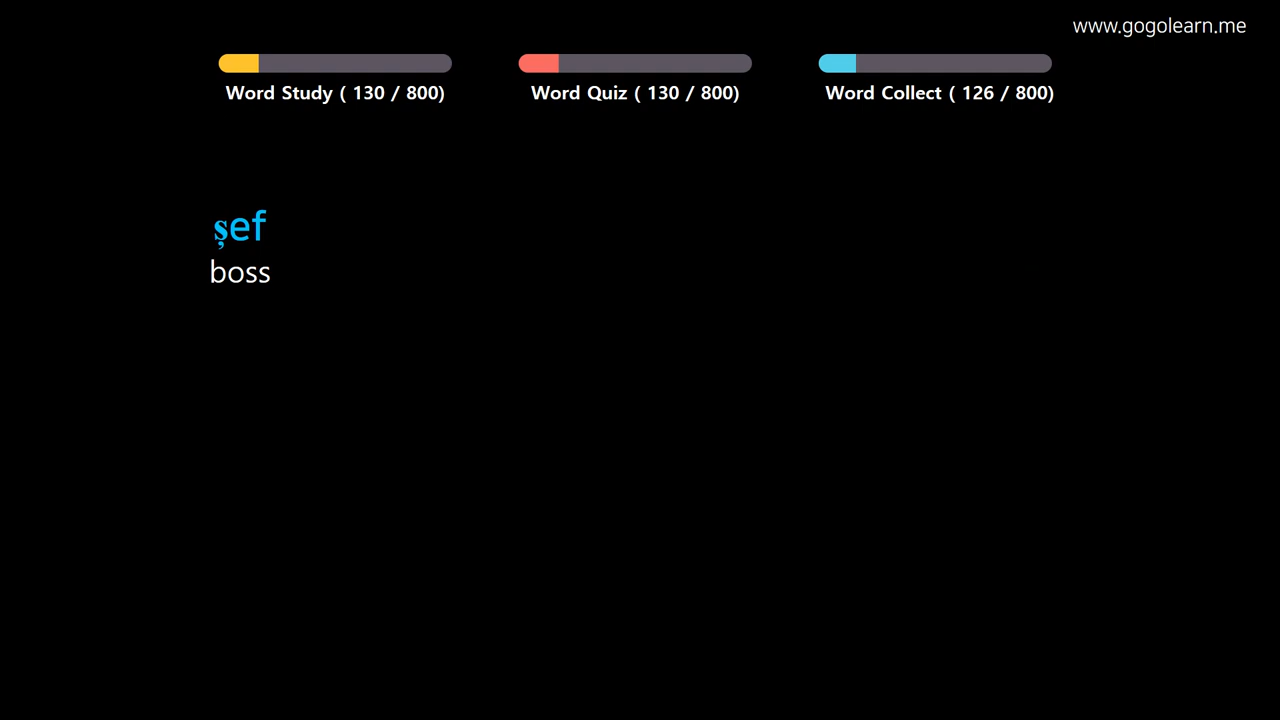 www.gogolearn.me
Word Study ( 130 / 800)
Word Quiz ( 130 / 800)
Word Collect ( 126 / 800)
șef
boss